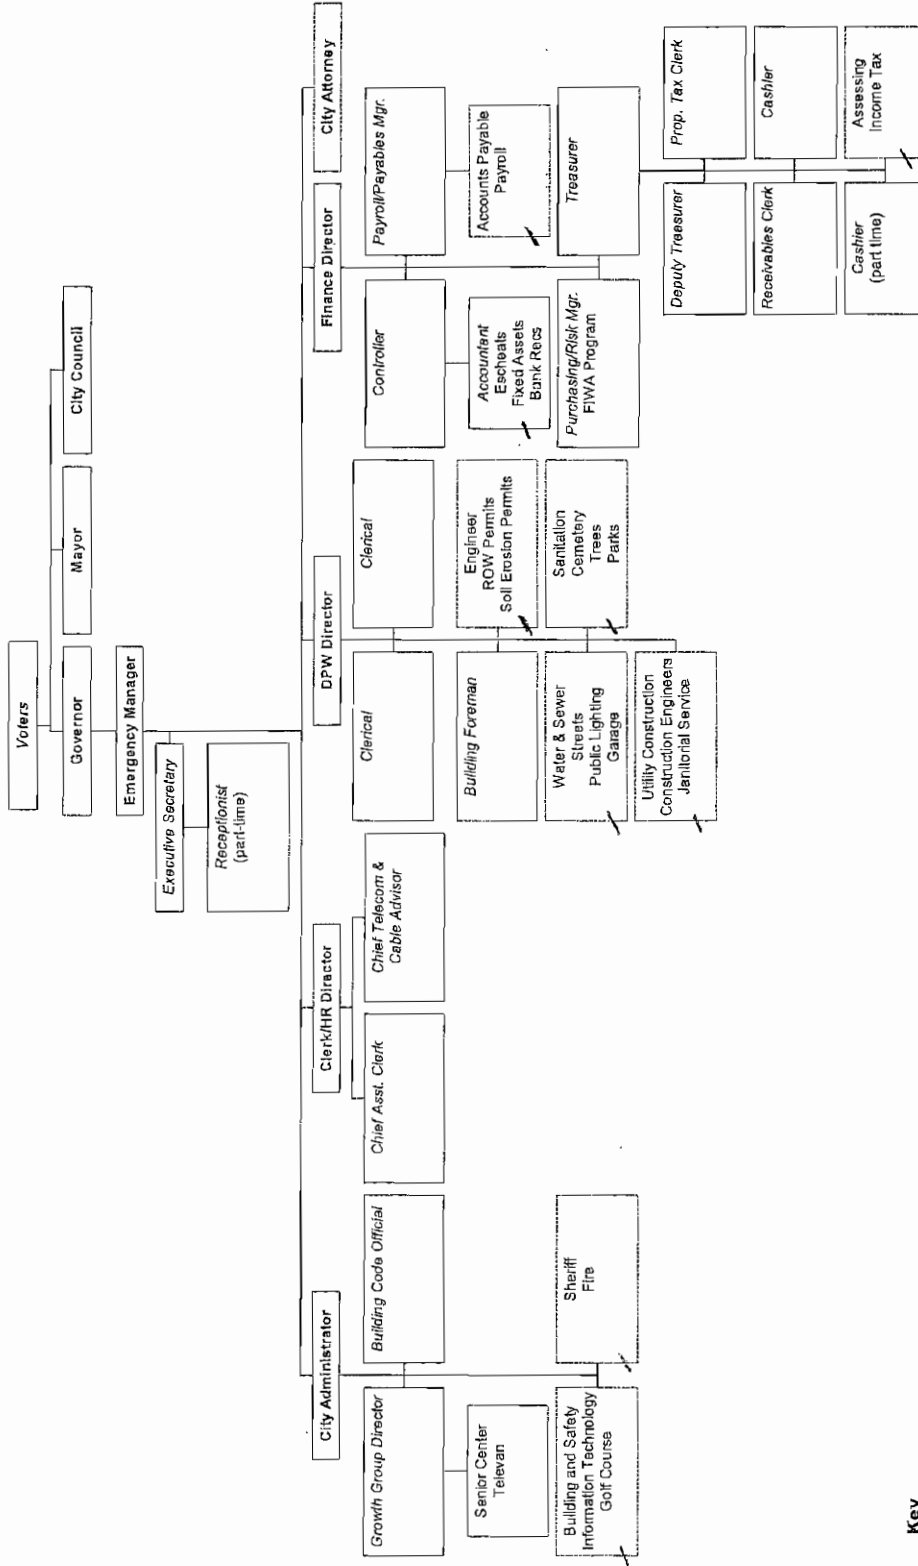 Voters
Governor
Mayor
City Council
Emergency Manager
Executive Secretary
Receptionist
(part-time)
City Administrator
Clerk/HR Director
DPW Director
Finance Director
City Attorney
Growth Group Director
Building Code Official
Senior Center
Televan
Building and Safety
Information Technology
Golf Course
Sheriff
Fire
Chief Asst. Clerk
Chief Telecom &
Cable Advisor
Clerical
Clerical
Building Foreman
Engineer
ROW Permits
Soil Erosion Permits
Water & Sewer
Streets
Public Lighting
Garage
Sanitation
Cemetery
Trees
Parks
Utility Construction
Construction Engineers
Janitorial Service
Controller
Payroll/Payables Mgr.
Accountant
Escheats
Fixed Assets
Bank Recs
Accounts Payable
Payroll
Purchasing/Risk Mgr.
FIWA Program
Treasurer
Deputy Treasurer
Prop. Tax Clerk
Receivables Clerk
Cashier
Cashier
(part time)
Assessing
Income Tax
Key